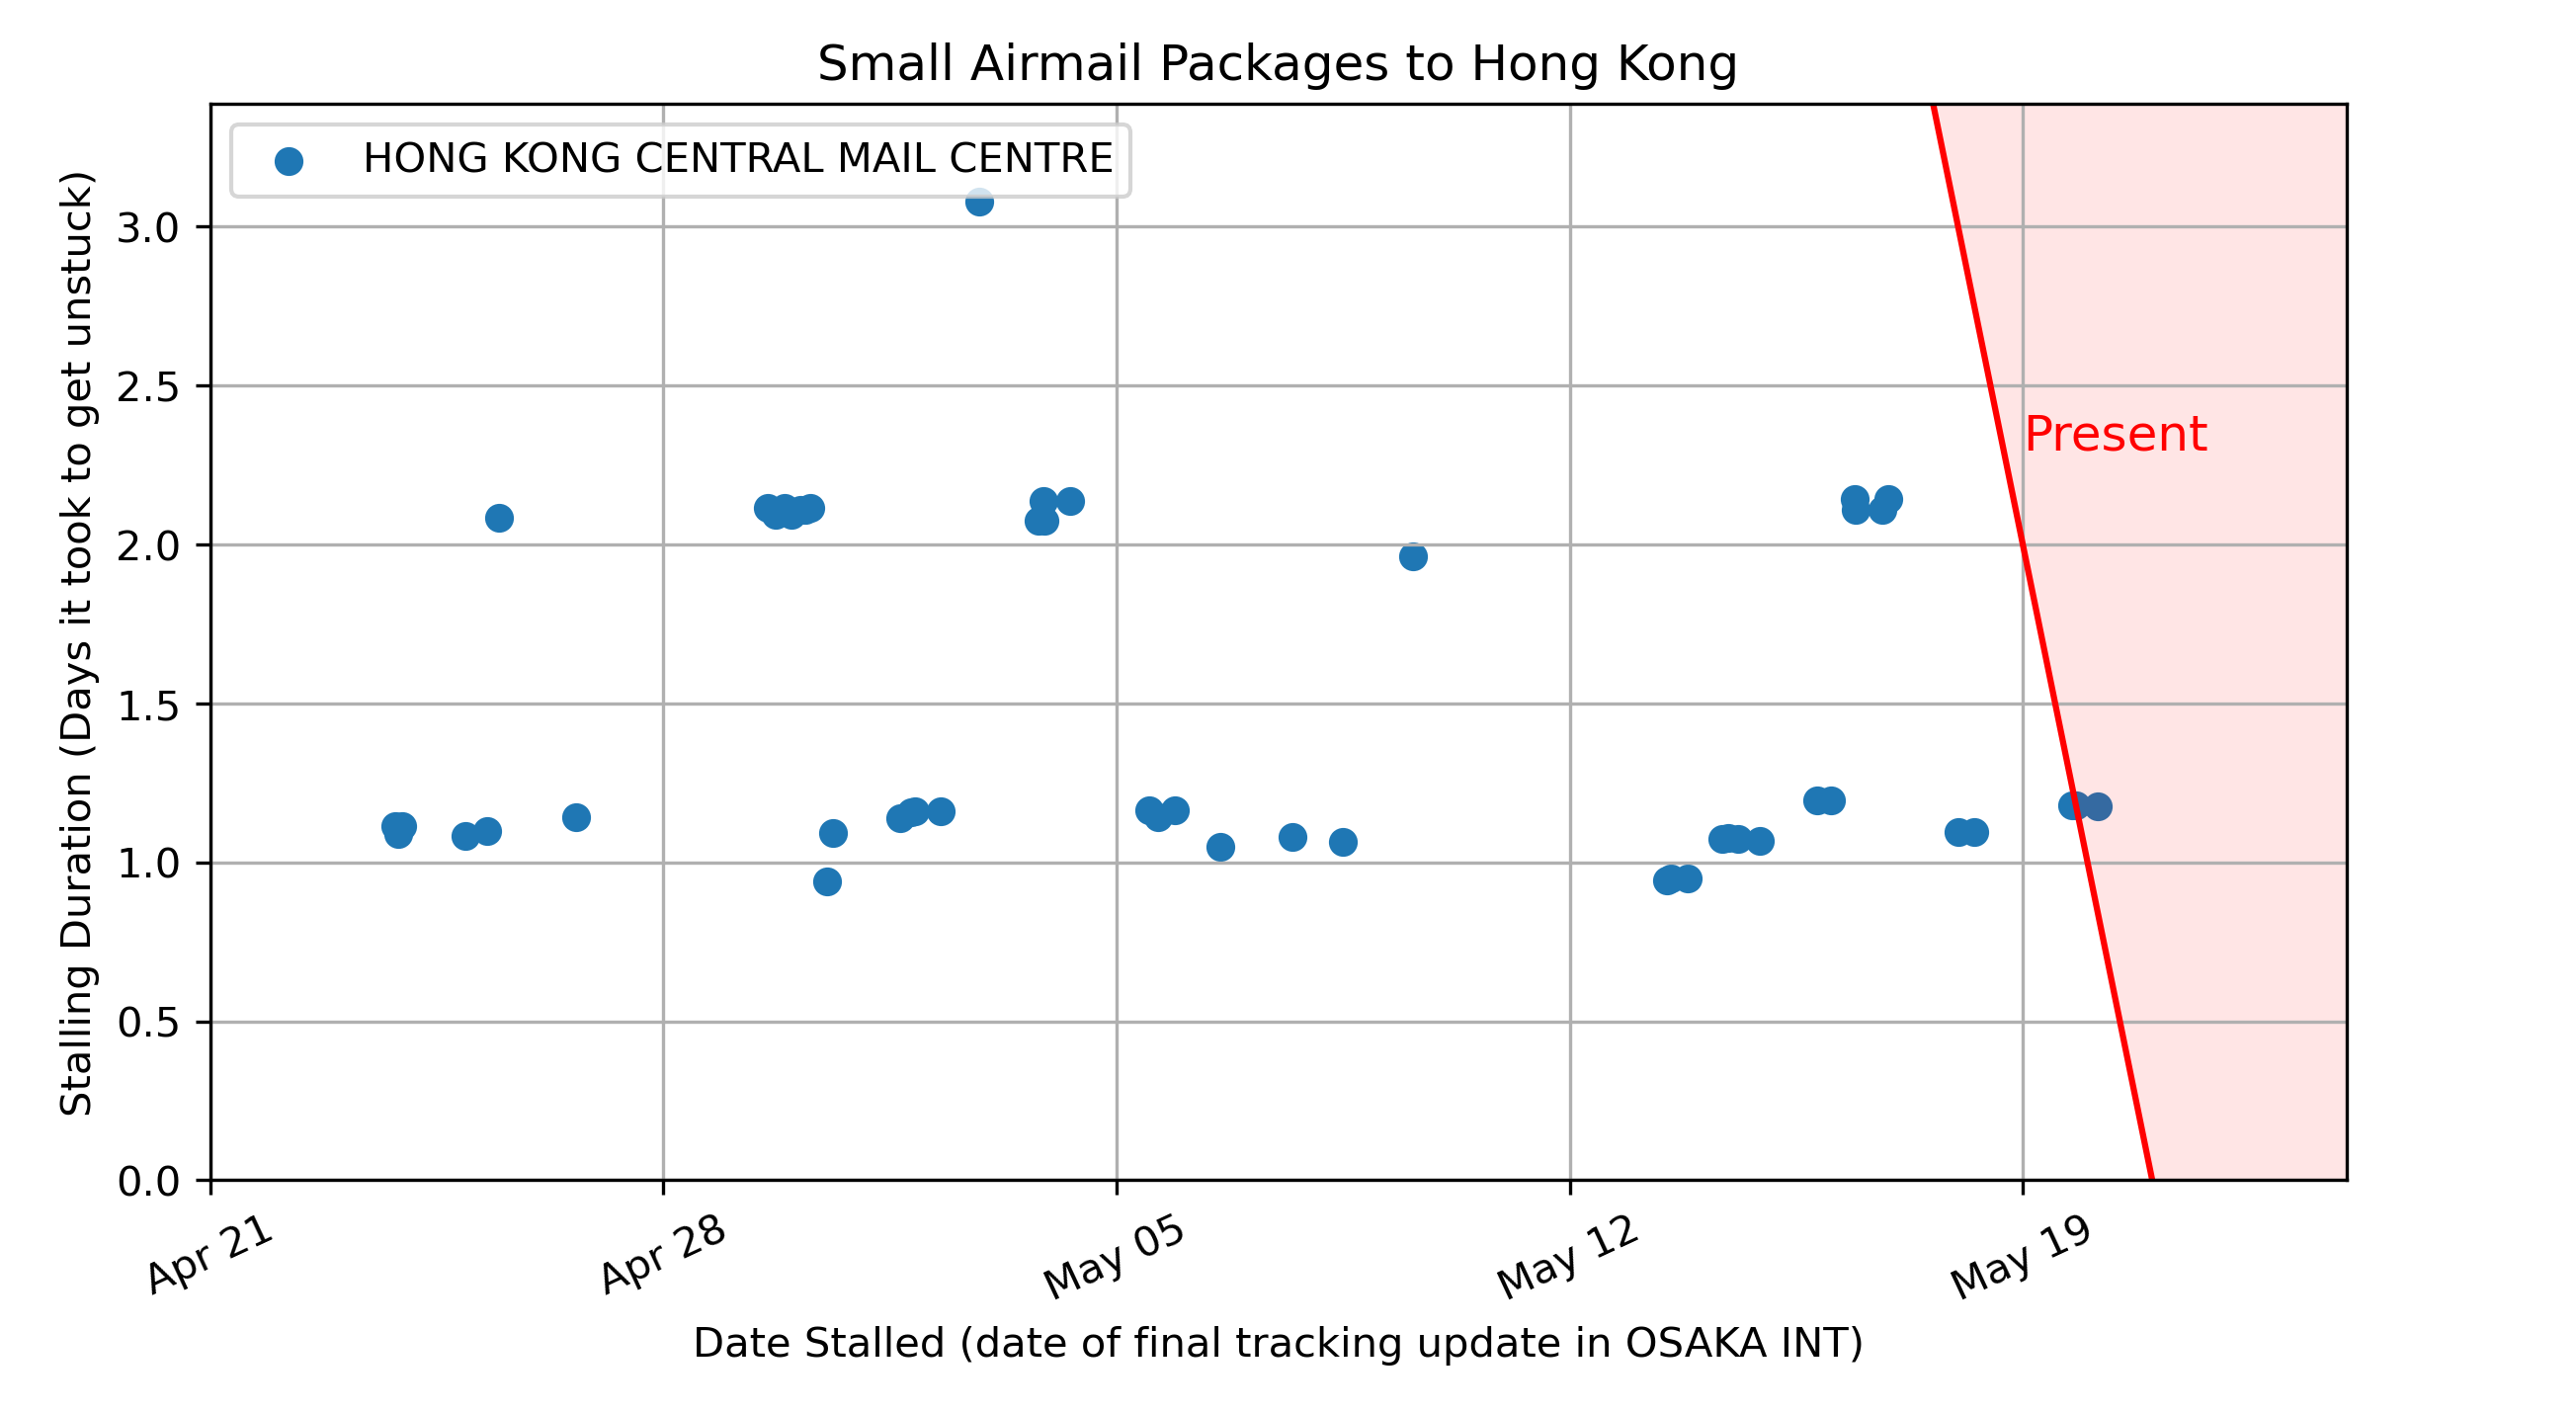 Small Airmail Packages to Hong Kong
HONG KONG CENTRAL MAIL CENTRE
Stalling Duration (Days it took to get unstuck)
3.0
2.5
2.0
1.5
1.0
0.5
0.0
Present
Apr 21
Apr 28
May 05
May 12
May 19
Date Stalled (date of final tracking update in OSAKA INT)